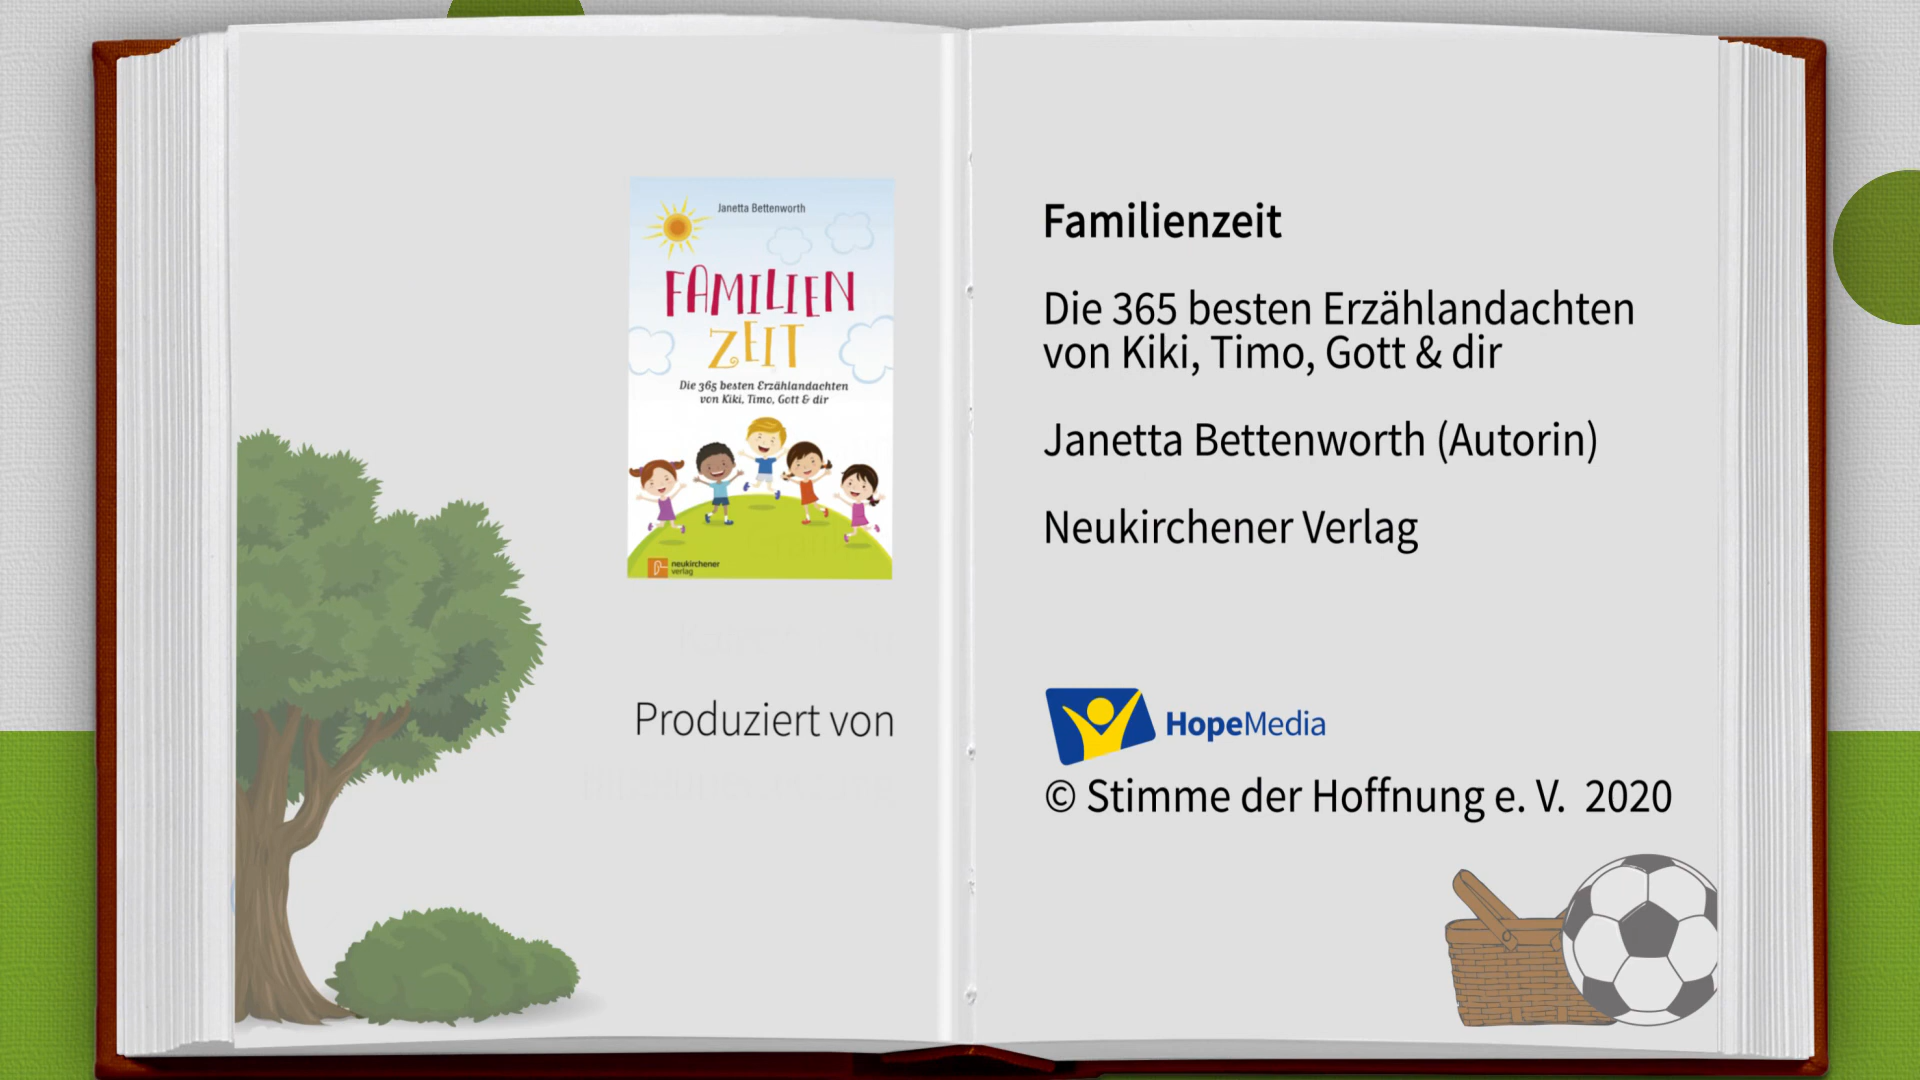 Janetta Bettenworth
FAMILIEN
ZEIT
Die 365 besten Erzählandachten
von Kiki, Timo, Gott & dir
neukirchener
verlag
Produziert von
Familienzeit
Die 365 besten Erzählandachten
von Kiki, Timo, Gott & dir
Janetta Bettenworth (Autorin)
Neukirchener Verlag
HopeMedia
© Stimme der Hoffnung e. V. 2020